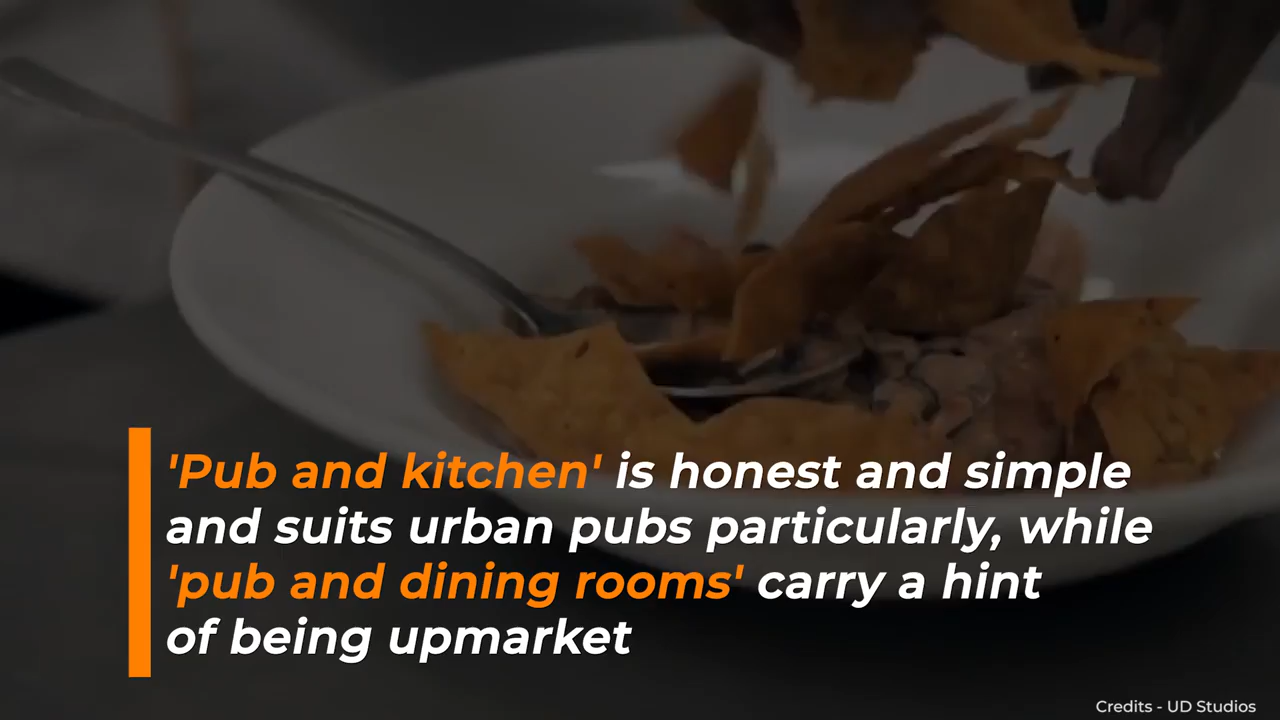 'Pub and kitchen' is honest and simple
and suits urban pubs particularly, while
'pub and dining rooms' carry a hint
of being upmarket
Credits - UD Studios